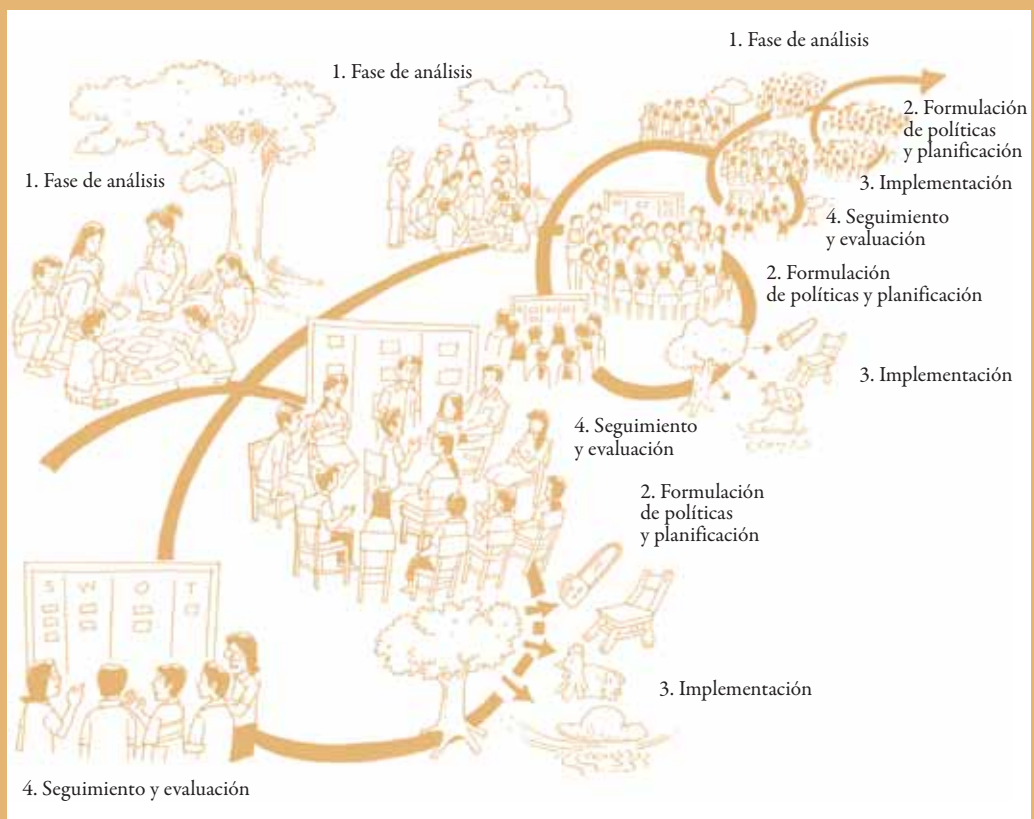 1. Fase de análisis
1. Fase de análisis
1. Fase de análisis
2. Formulación
de políticas
y planificación
3. Implementación
4. Seguimiento
y evaluación
2. Formulación
de políticas y planificación
3. Implementación
4. Seguimiento
y evaluación
2. Formulación
de políticas
y planificación
S W O T
3. Implementación
4. Seguimiento y evaluación